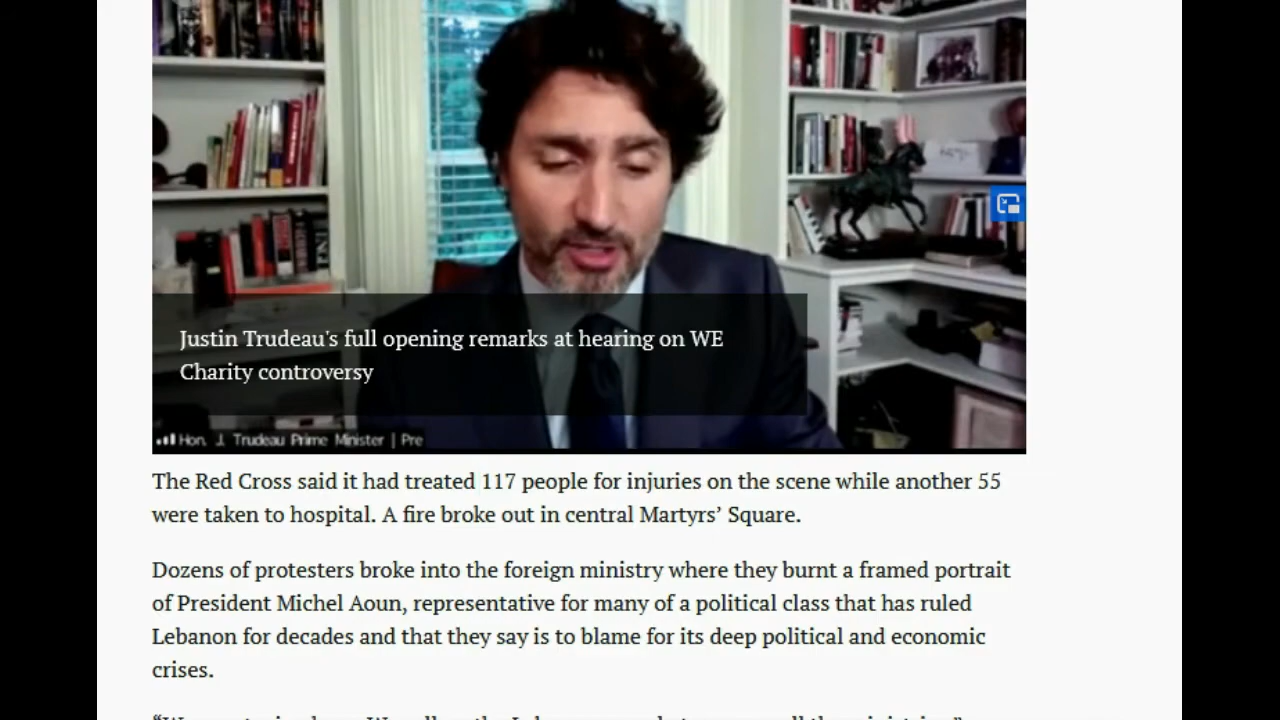 Justin Trudeau's full opening remarks at hearing on WE
Charity controversy
Hon. J. Trudeau Prime Minister | Pre
The Red Cross said it had treated 117 people for injuries on the scene while another 55
were taken to hospital. A fire broke out in central Martyrs’ Square.
Dozens of protesters broke into the foreign ministry where they burnt a framed portrait
of President Michel Aoun, representative for many of a political class that has ruled
Lebanon for decades and that they say is to blame for its deep political and economic
crises.